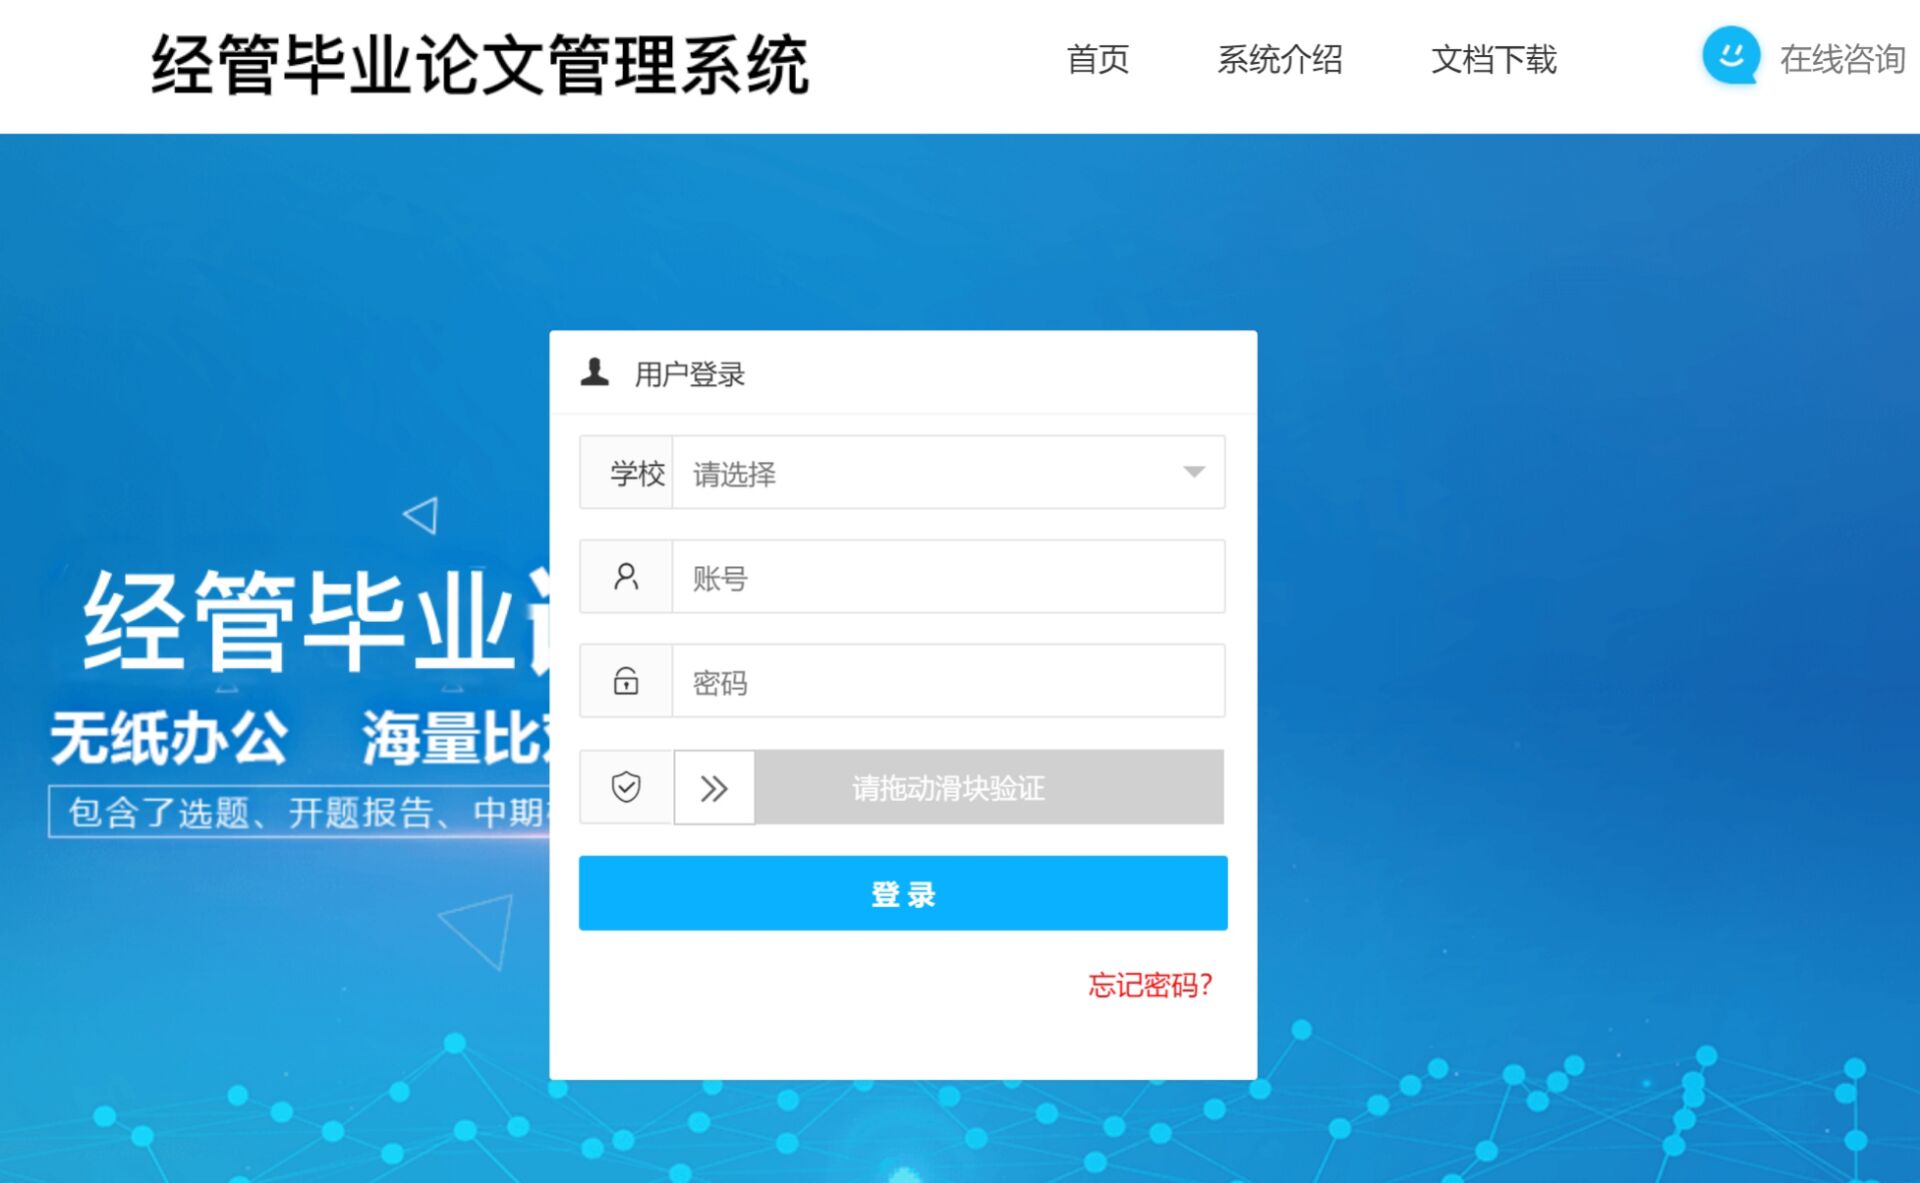 经管毕业论文管理系统
首页 系统介绍 文档下载 在线咨询
用户登录
学校 请选择
账号
密码
请拖动滑块验证
登 录
忘记密码?
经管毕业
无纸办公 海量比
包含了选题、开题报告、中期